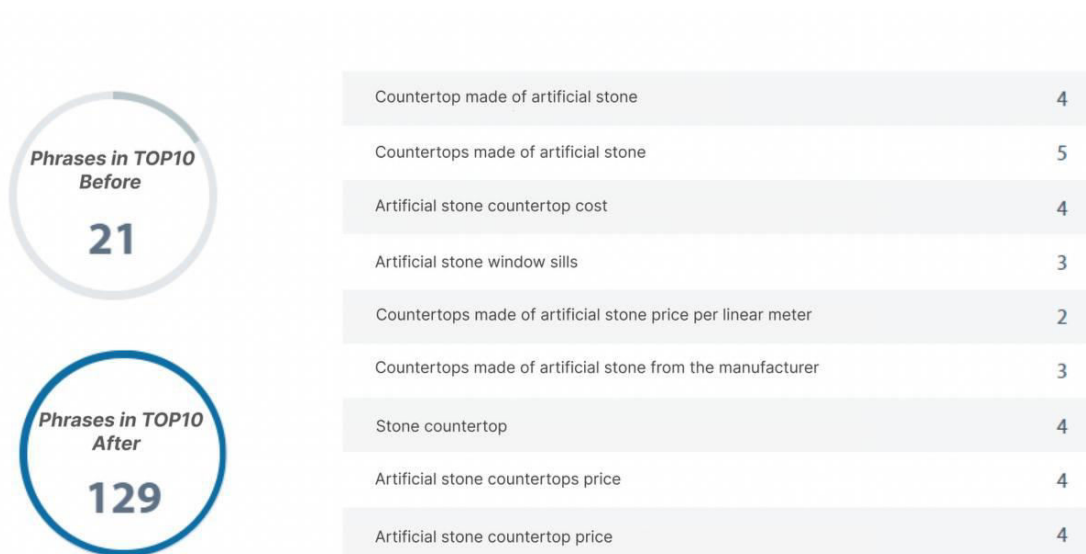 Phrases in TOP10
Before
21
Phrases in TOP10
After
129
Countertop made of artificial stone 4
Countertops made of artificial stone 5
Artificial stone countertop cost 4
Artificial stone window sills 3
Countertops made of artificial stone price per linear meter 2
Countertops made of artificial stone from the manufacturer 3
Stone countertop 4
Artificial stone countertops price 4
Artificial stone countertop price 4